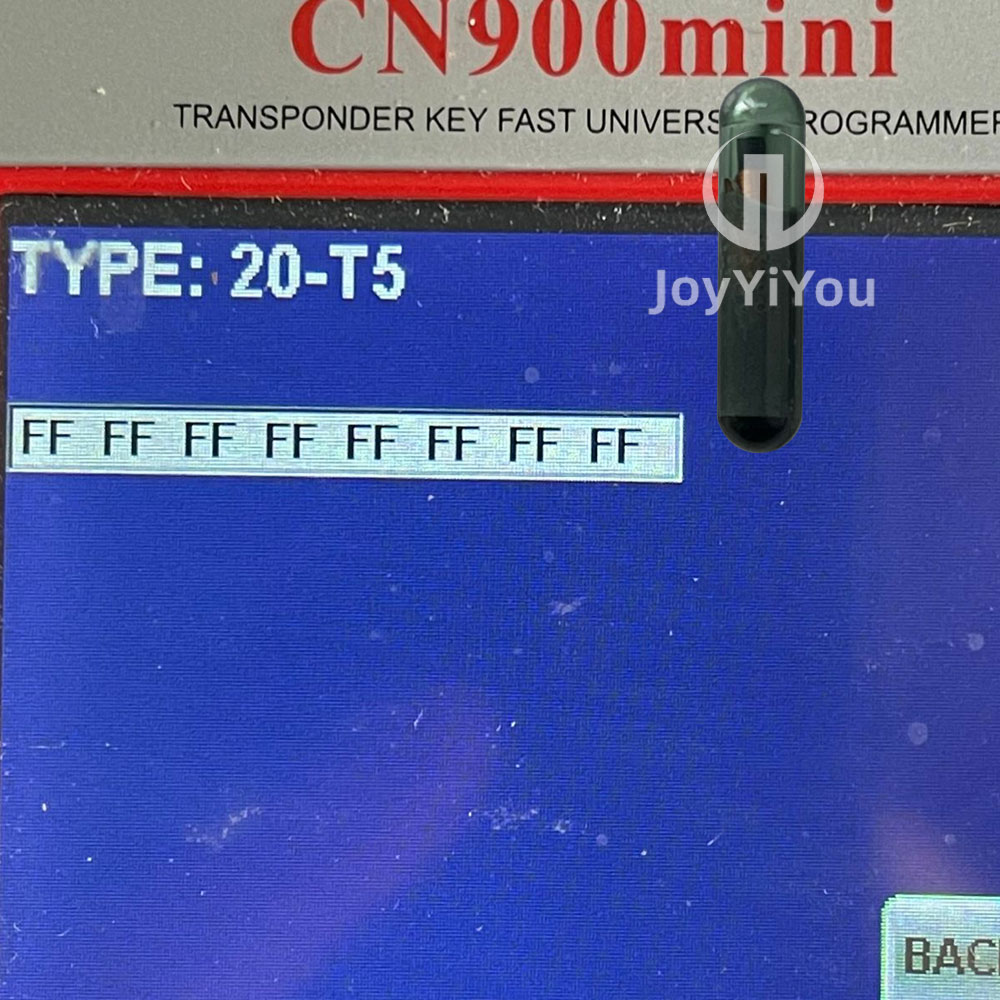 CN900mini
TRANSPONDER KEY FAST UNIVERS ROGRAMMER
TYPE: 20-T5
JoyYiYou
FF FF FF FF FF FF FF FF
BAC